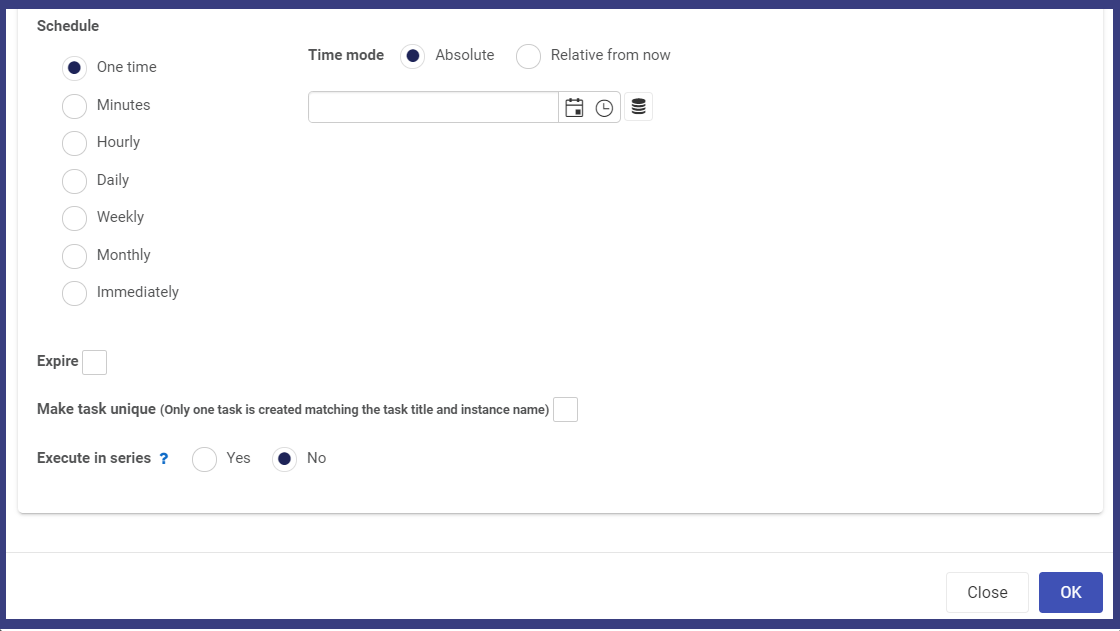 Schedule
Time mode Absolute Relative from now
One time
Minutes
Hourly
Daily
Weekly
Monthly
Immediately
Expire
Make task unique (Only one task is created matching the task title and instance name)
Execute in series ? Yes No
Close OK